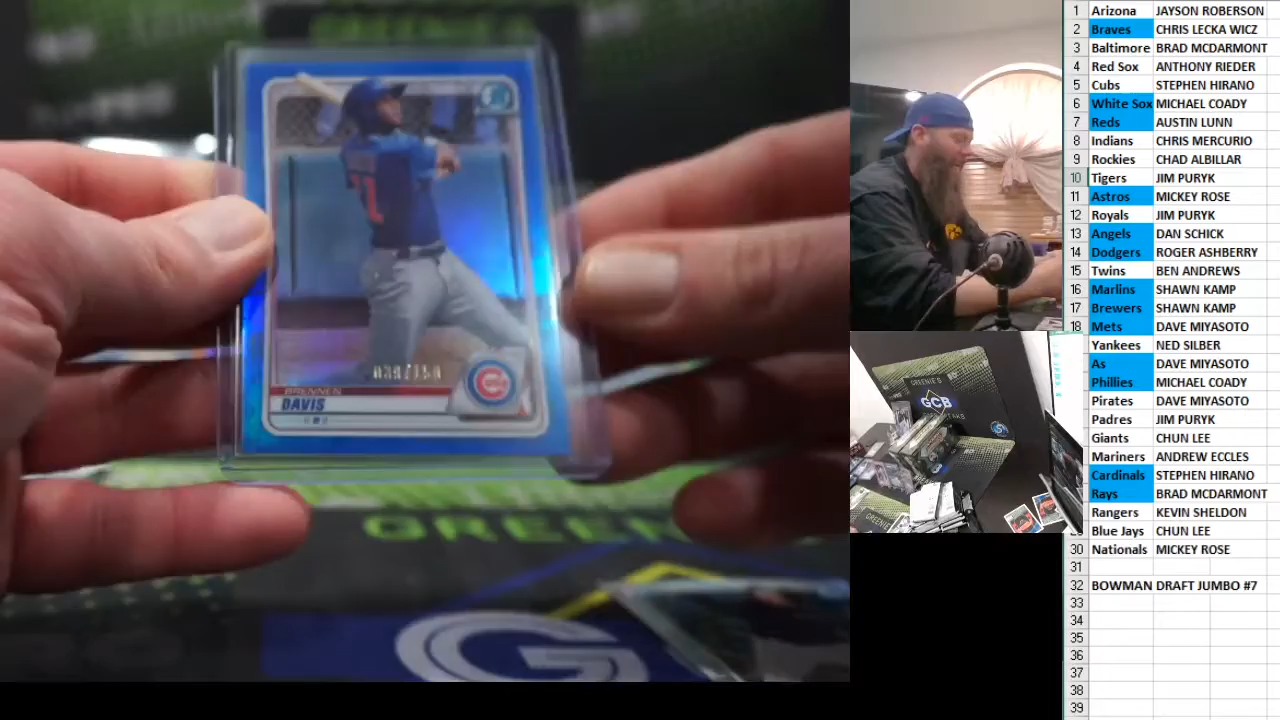 BRENNEN
DAVIS
GREEN
G
GREENIE'S
GCB
1 Arizona JAYSON ROBERSON
2 Braves CHRIS LECKA WICZ
3 Baltimore BRAD MCDARMONT
4 Red Sox ANTHONY RIEDER
5 Cubs STEPHEN HIRANO
6 White Sox MICHAEL COADY
7 Reds AUSTIN LUNN
8 Indians CHRIS MERCURIO
9 Rockies CHAD ALBILLAR
10 Tigers JIM PURYK
11 Astros MICKEY ROSE
12 Royals JIM PURYK
13 Angels DAN SCHICK
14 Dodgers ROGER ASHBERRY
15 Twins BEN ANDREWS
16 Marlins SHAWN KAMP
17 Brewers SHAWN KAMP
18 Mets DAVE MIYASOTO
Yankees NED SILBER
As DAVE MIYASOTO
Phillies MICHAEL COADY
Pirates DAVE MIYASOTO
Padres JIM PURYK
Giants CHUN LEE
Mariners ANDREW ECCLES
Cardinals STEPHEN HIRANO
Rays BRAD MCDARMONT
Rangers KEVIN SHELDON
Blue Jays CHUN LEE
30 Nationals MICKEY ROSE
31
32 BOWMAN DRAFT JUMBO #7
33
34
35
36
37
38
39